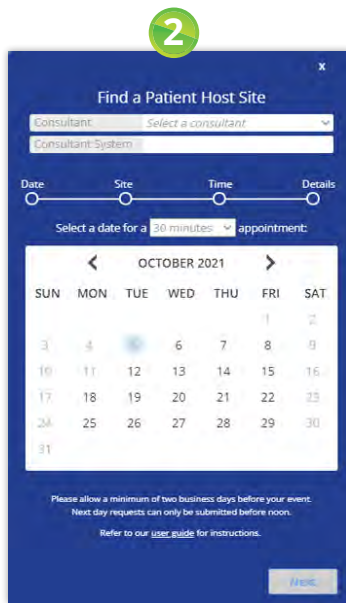 2
x
Find a Patient Host Site
Consultant Select a consultant
Consultant System
Date Site Time Details
Select a date for a 30 minutes appointment:
OCTOBER 2021
SUN MON TUE WED THU FRI SAT
1 2
3 4 5 6 7 8 9
10 11 12 13 14 15 16
17 18 19 20 21 22 23
24 25 26 27 28 29 30
31
Please allow a minimum of two business days before your event.
Next day requests can only be submitted before noon.
Refer to our user guide for instructions.
Next